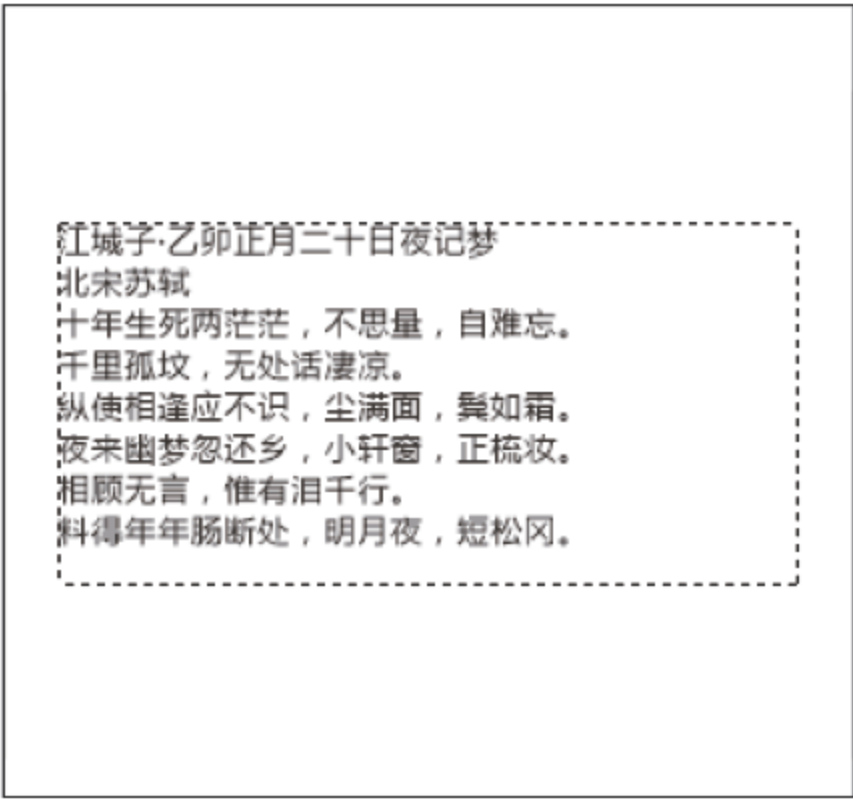 江城子·乙卯正月二十日夜记梦
北宋苏轼
十年生死两茫茫，不思量，自难忘。
千里孤坟，无处话凄凉。
纵使相逢应不识，尘满面，鬓如霜。
夜来幽梦忽还乡，小轩窗，正梳妆。
相顾无言，惟有泪千行。
料得年年肠断处，明月夜，短松冈。